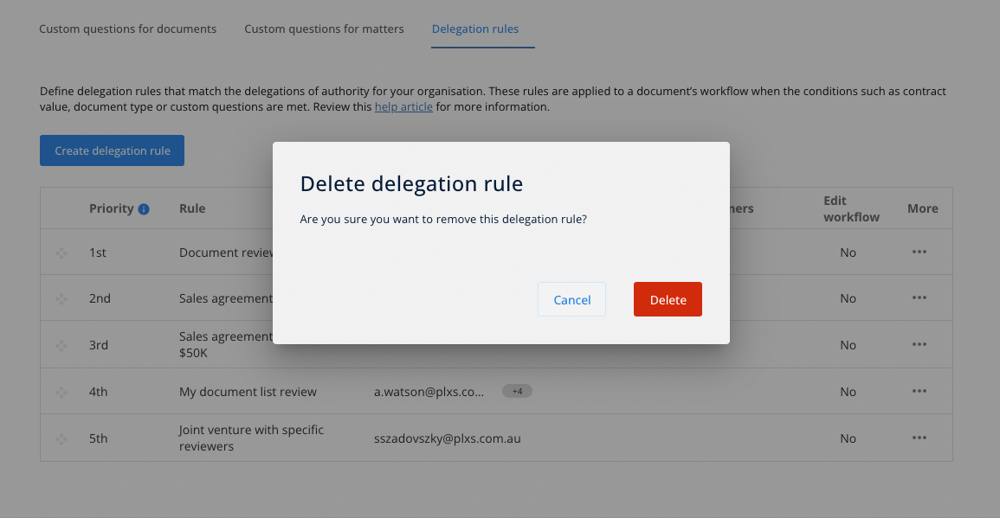 Custom questions for documents
Custom questions for matters
Delegation rules
Define delegation rules that match the delegations of authority for your organisation. These rules are applied to a document's workflow when the conditions such as contract
value, document type or custom questions are met. Review this help article for more information.
Create delegation rule
Delete delegation rule
Are you sure you want to remove this delegation rule?
Cancel
Delete
Priority
Rule
Edit
workflow
More
1st
Document
No
2nd
Sales agreement
No
3rd
Sales agreement
$50K
No
4th
My document list review
a.watson@plxs.co...
+4
No
5th
Joint venture with specific
reviewers
sszadovszky@plxs.com.au
No